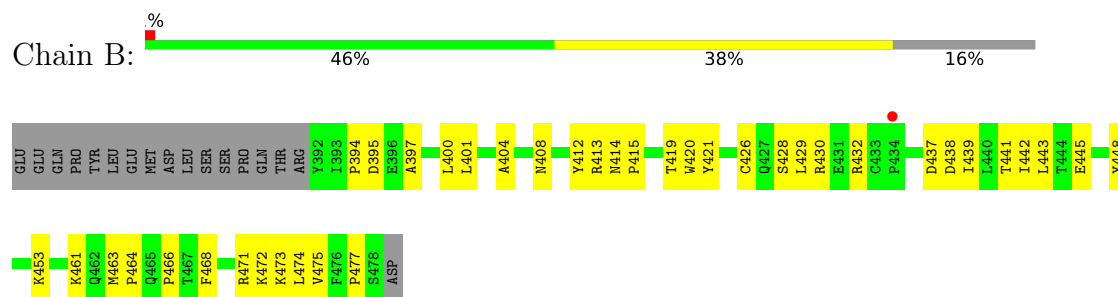 %
Chain B:
46% 38% 16%
GLU GLU GLN PRO TYR LEU GLU MET ASP LEU SER SER PRO GLN THR ARG Y392 I393 P394 D395 E396 A397 L400 L401 A404 N408 Y412 R413 N414 P415 T419 W420 Y421 C426 Q427 S428 L429 R430 E431 R432 C433 P434 D437 D438 I439 L440 T441 I442 L443 T444 E445 Y448
K453 K461 Q462 M463 P464 Q465 P466 T467 F468 R471 K472 K473 L474 V475 F476 P477 S478 ASP